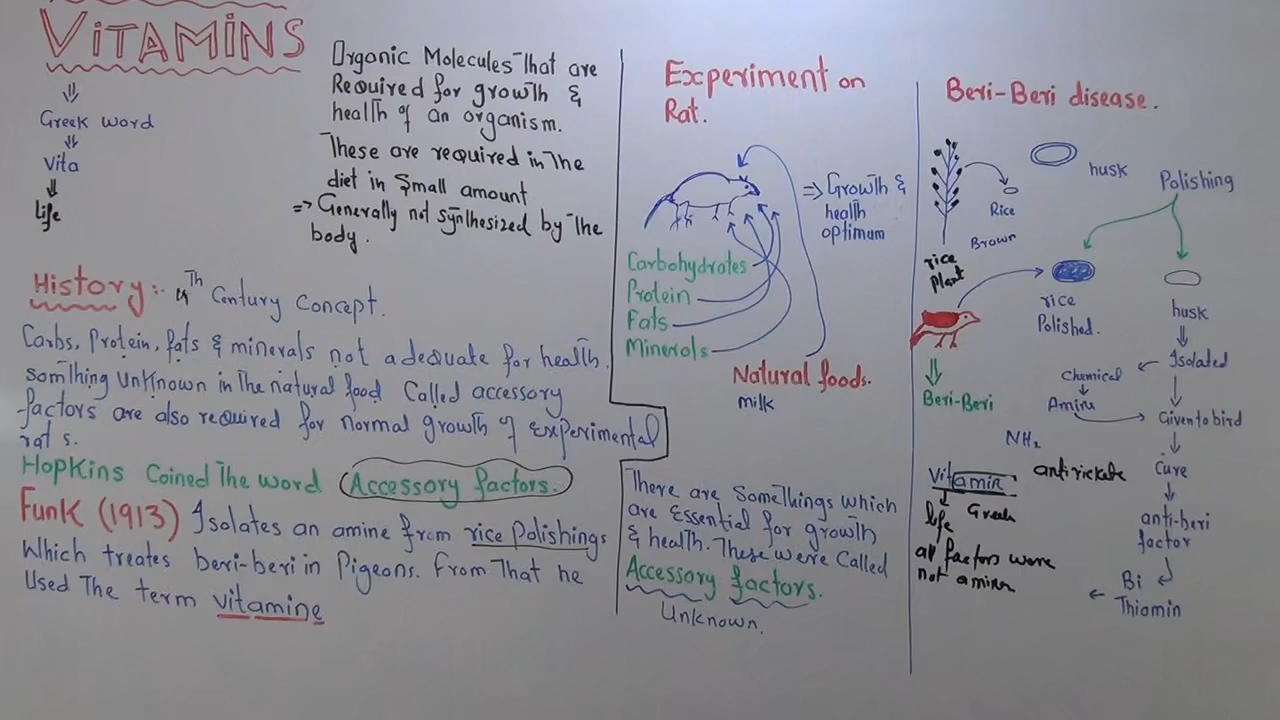 VITAMINS
Greek word
Vita
life
Organic Molecules That are
Required for growth &
health of an organism.
These are required in The
diet in Small amount
=> Generally not synthesized by The
body.
History:-
Th Century Concept.
Carbs, Protein, fats & minerals not adequate for health.
Somthing UnKnown in The natural food Called accessory
factors are also required for normal growth of experimental
rats.
Hopkins Coined The word Accessory factors.
Funk (1913) Isolates an amine from rice Polishings
Which treates beri-beri in Pigeons. From That he
Used The term vitamine
Experiment on
Rat.
=> Growth &
health
optimum
Carbohydrates
Protein
Fats
Minerals
Natural foods.
milk
There are Somethings which
are Essential for growth
& health. These were Called
Accessory factors.
Unknown.
Beri-Beri disease.
husk
Polishing
Rice
Brown
rice
plant
rice
Polished.
husk
Isolated
Chemical
Amine
Given to bird
Beri-Beri
NH2
Cure
Vitamin
antirickate
life
Greek
anti-beri
factor
all factors were
not amines
B1
Thiamin